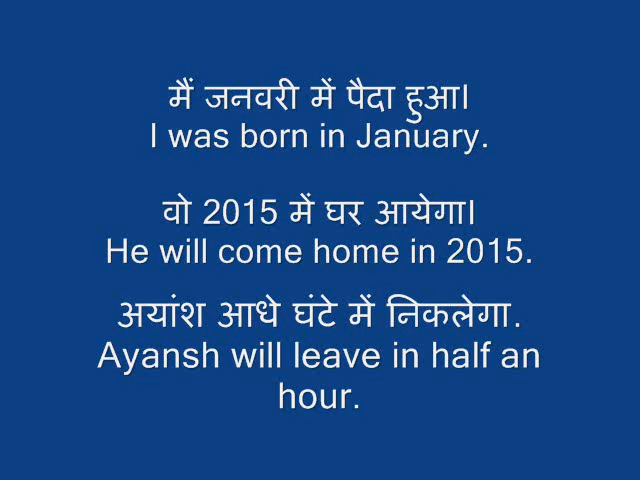 मैं जनवरी में पैदा हुआ।
I was born in January.
वो 2015 में घर आयेगा।
He will come home in 2015.
अयांश आधे घंटे में निकलेगा.
Ayansh will leave in half an
hour.